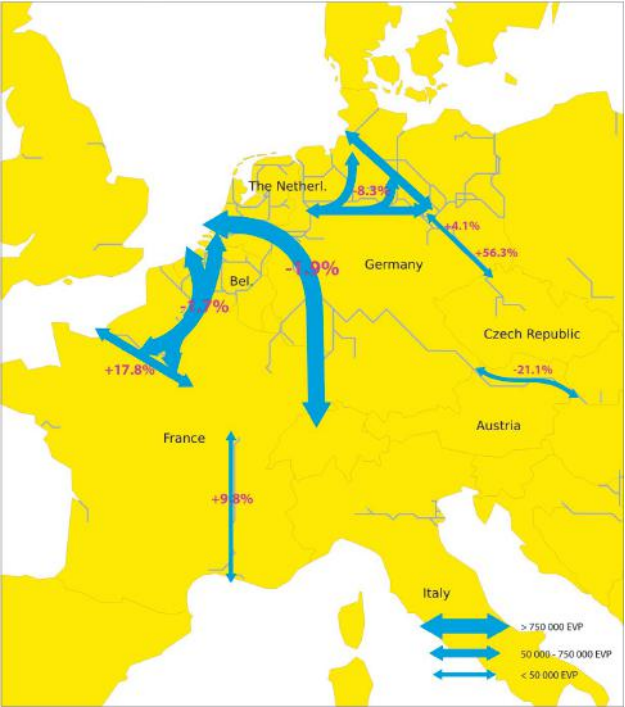 The Netherl.
-8.3%
+4.1%
+56.3%
-1.9%
Germany
Bel.
Czech Republic
+17.8%
-21.1%
Austria
France
+9.8%
Italy
> 750 000 EVP
50 000 - 750 000 EVP
< 50 000 EVP